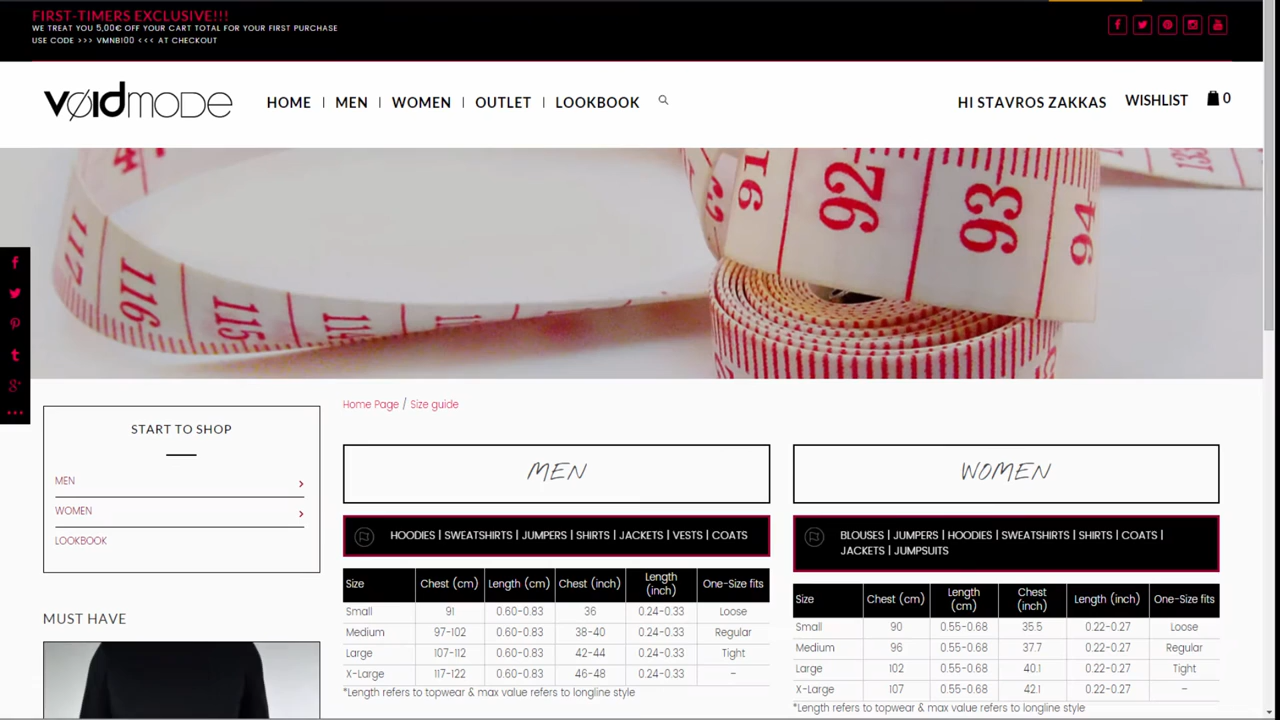 FIRST-TIMERS EXCLUSIVE!!!
WE TREAT YOU 5,00€ OFF YOUR CART TOTAL FOR YOUR FIRST PURCHASE
USE CODE >>> VMNB100 <<< AT CHECKOUT
vøidmode
HOME | MEN | WOMEN | OUTLET | LOOKBOOK
HI STAVROS ZAKKAS WISHLIST 0
117 116 115 91 92 93 94
Home Page / Size guide
START TO SHOP
MEN
WOMEN
LOOKBOOK
MUST HAVE
MEN
HOODIES | SWEATSHIRTS | JUMPERS | SHIRTS | JACKETS | VESTS | COATS
Size Chest (cm) Length (cm) Chest (inch) Length (inch) One-Size fits
Small 91 0.60-0.83 36 0.24-0.33 Loose
Medium 97-102 0.60-0.83 38-40 0.24-0.33 Regular
Large 107-112 0.60-0.83 42-44 0.24-0.33 Tight
X-Large 117-122 0.60-0.83 46-48 0.24-0.33 -
*Length refers to topwear & max value refers to longline style
WOMEN
BLOUSES | JUMPERS | HOODIES | SWEATSHIRTS | SHIRTS | COATS |
JACKETS | JUMPSUITS
Size Chest (cm) Length (cm) Chest (inch) Length (inch) One-Size fits
Small 90 0.55-0.68 35.5 0.22-0.27 Loose
Medium 96 0.55-0.68 37.7 0.22-0.27 Regular
Large 102 0.55-0.68 40.1 0.22-0.27 Tight
X-Large 107 0.55-0.68 42.1 0.22-0.27 -
*Length refers to topwear & max value refers to longline style